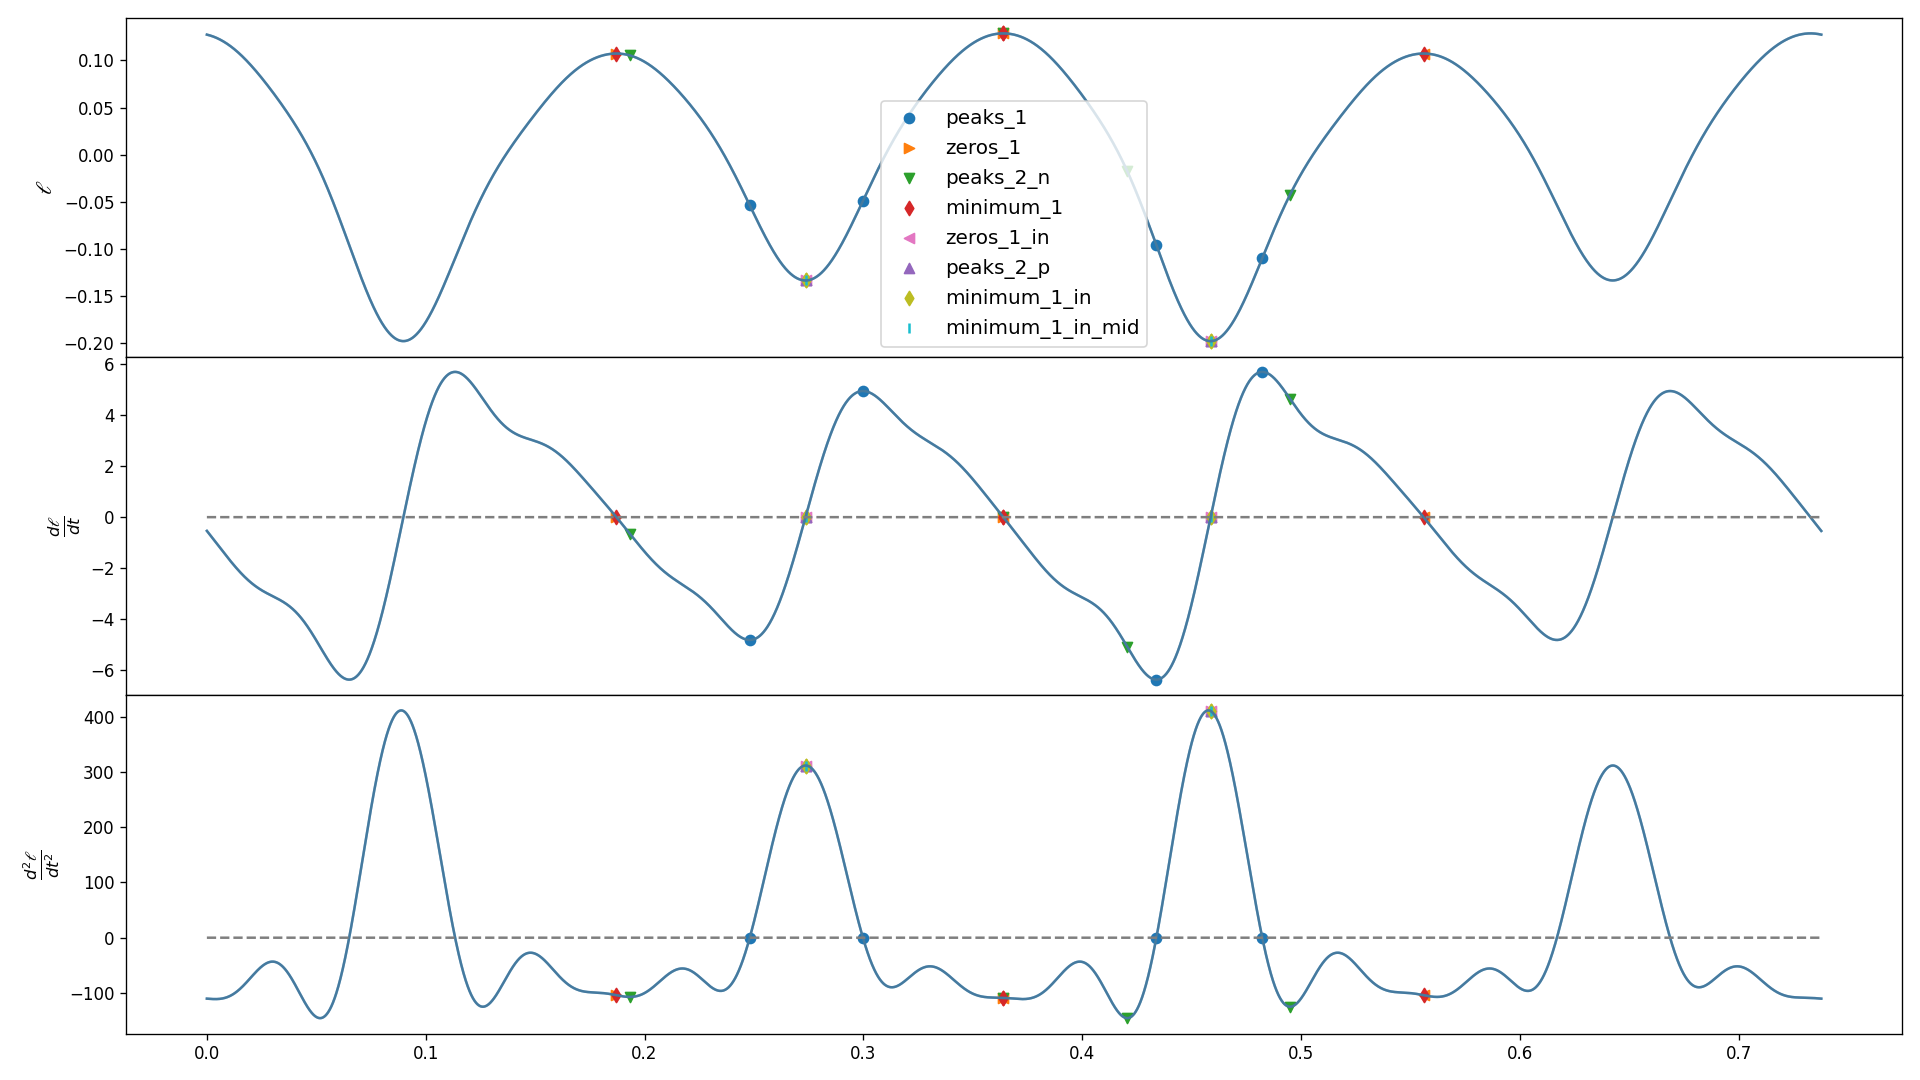 0.10
0.05
0.00
−0.05
−0.10
−0.15
−0.20
ℓ
peaks_1
zeros_1
peaks_2_n
minimum_1
zeros_1_in
peaks_2_p
minimum_1_in
minimum_1_in_mid
6
4
2
0
−2
−4
−6
dℓ
dt
400
300
200
100
0
−100
d²ℓ
dt²
0.0 0.1 0.2 0.3 0.4 0.5 0.6 0.7